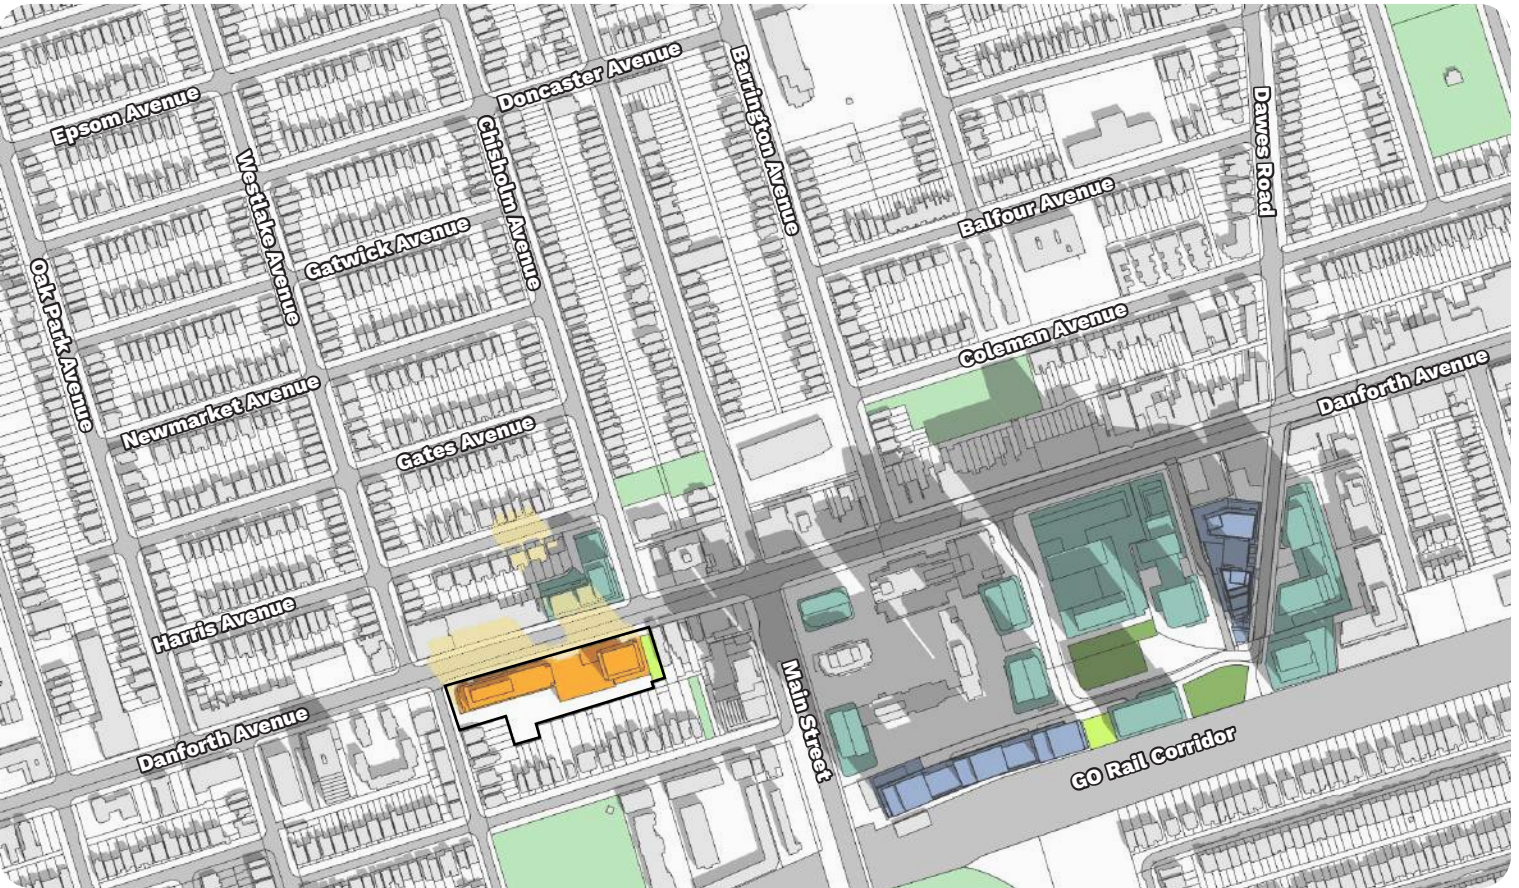 Epsom Avenue
Doncaster Avenue
Barrington Avenue
Dawes Road
Chisholm Avenue
Westlake Avenue
Balfour Avenue
Gatwick Avenue
Oak Park Avenue
Coleman Avenue
Danforth Avenue
Newmarket Avenue
Gates Avenue
Harris Avenue
Danforth Avenue
Main Street
GO Rail Corridor